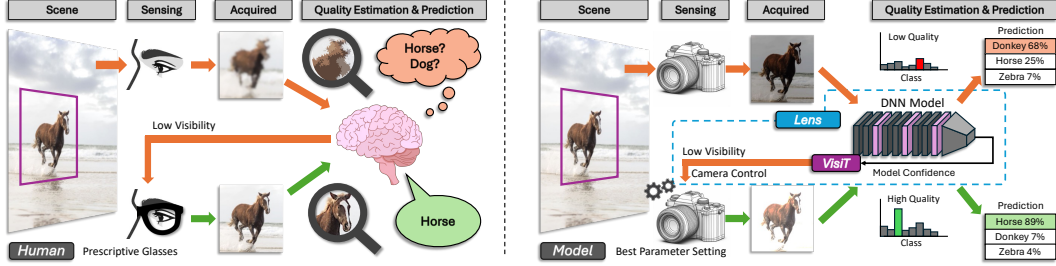 Scene
Sensing
Acquired
Quality Estimation & Prediction
Horse?
Dog?
Low Visibility
Horse
Human
Prescriptive Glasses
Scene
Sensing
Acquired
Quality Estimation & Prediction
Low Quality
Class
Prediction
Donkey 68%
Horse 25%
Zebra 7%
DNN Model
Lens
Low Visibility
VisiT
Camera Control
Model Confidence
High Quality
Class
Prediction
Horse 89%
Donkey 7%
Zebra 4%
Model
Best Parameter Setting